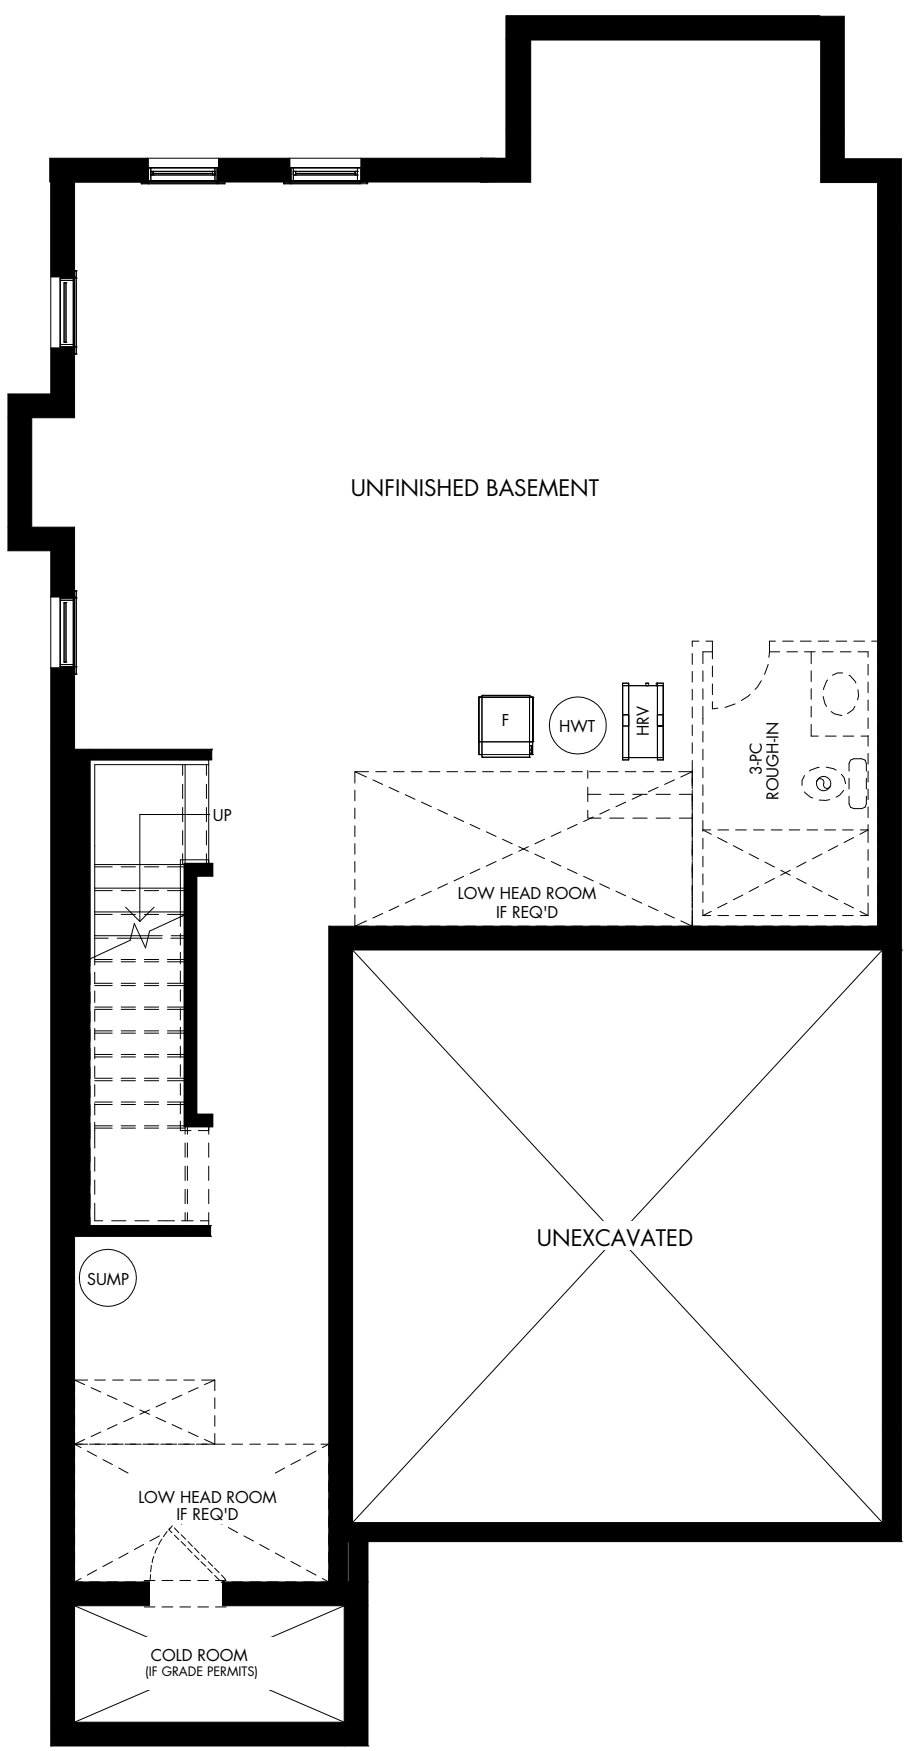 UNFINISHED BASEMENT
F
HWT
HRV
3-PC
ROUGH-IN
UP
LOW HEAD ROOM
IF REQ'D
UNEXCAVATED
SUMP
LOW HEAD ROOM
IF REQ'D
COLD ROOM
(IF GRADE PERMITS)